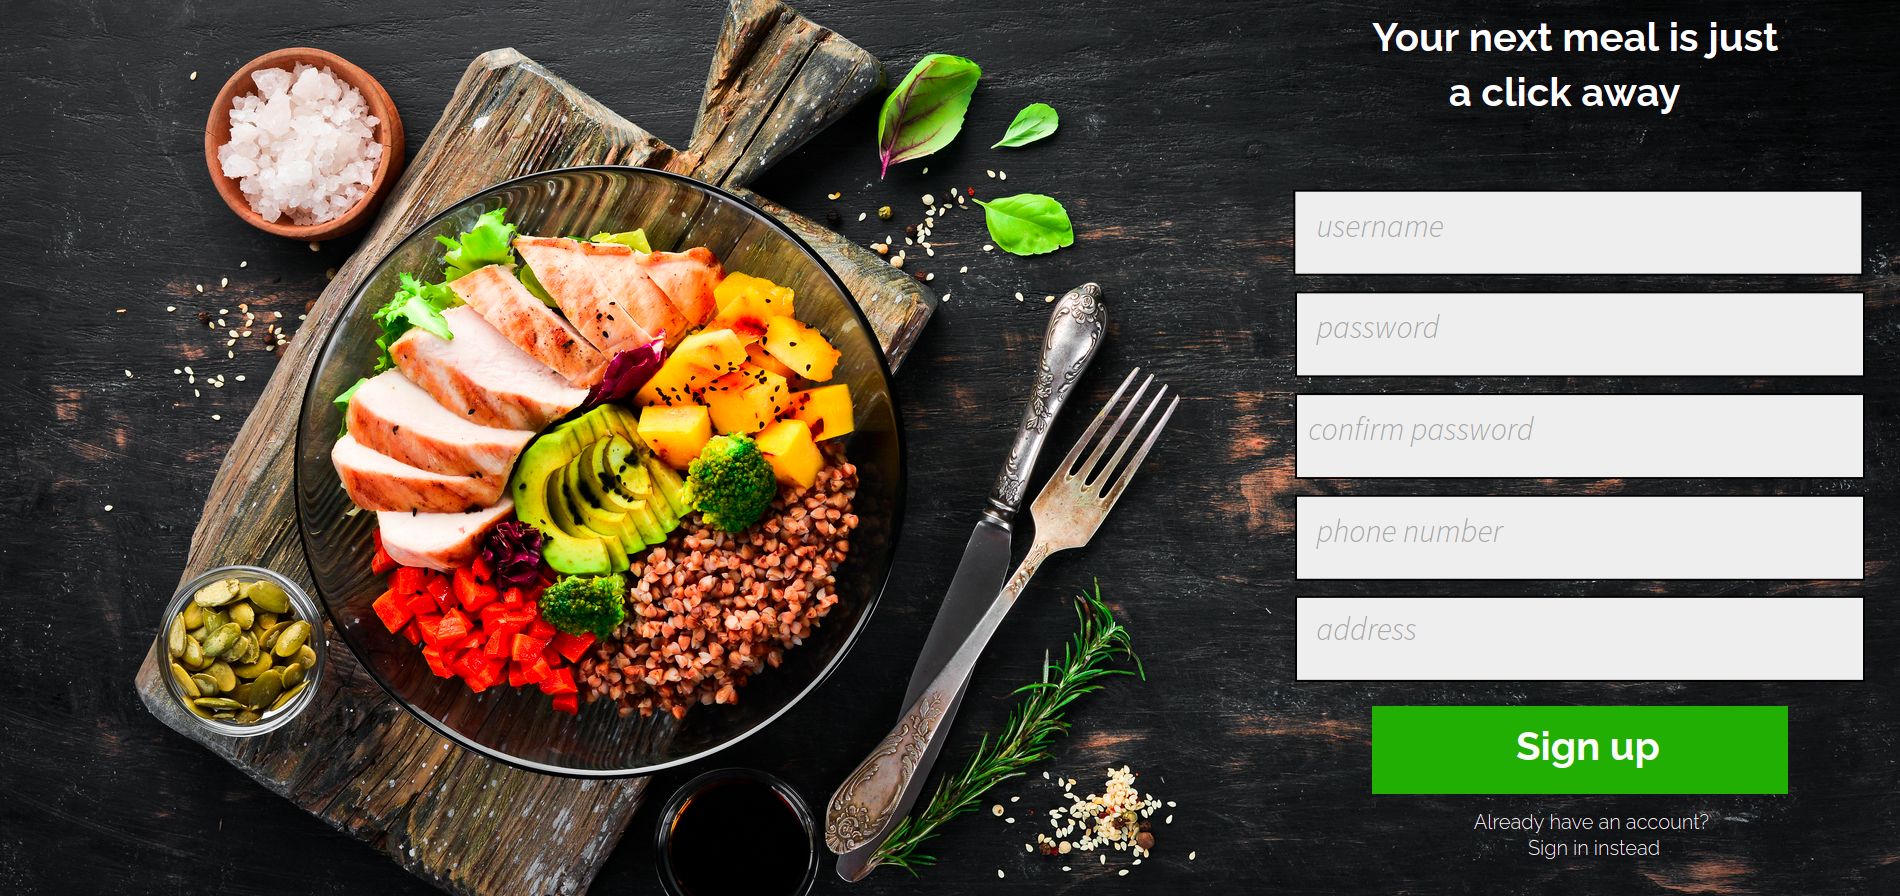 Your next meal is just
a click away
username
password
confirm password
phone number
address
Sign up
Already have an account?
Sign in instead